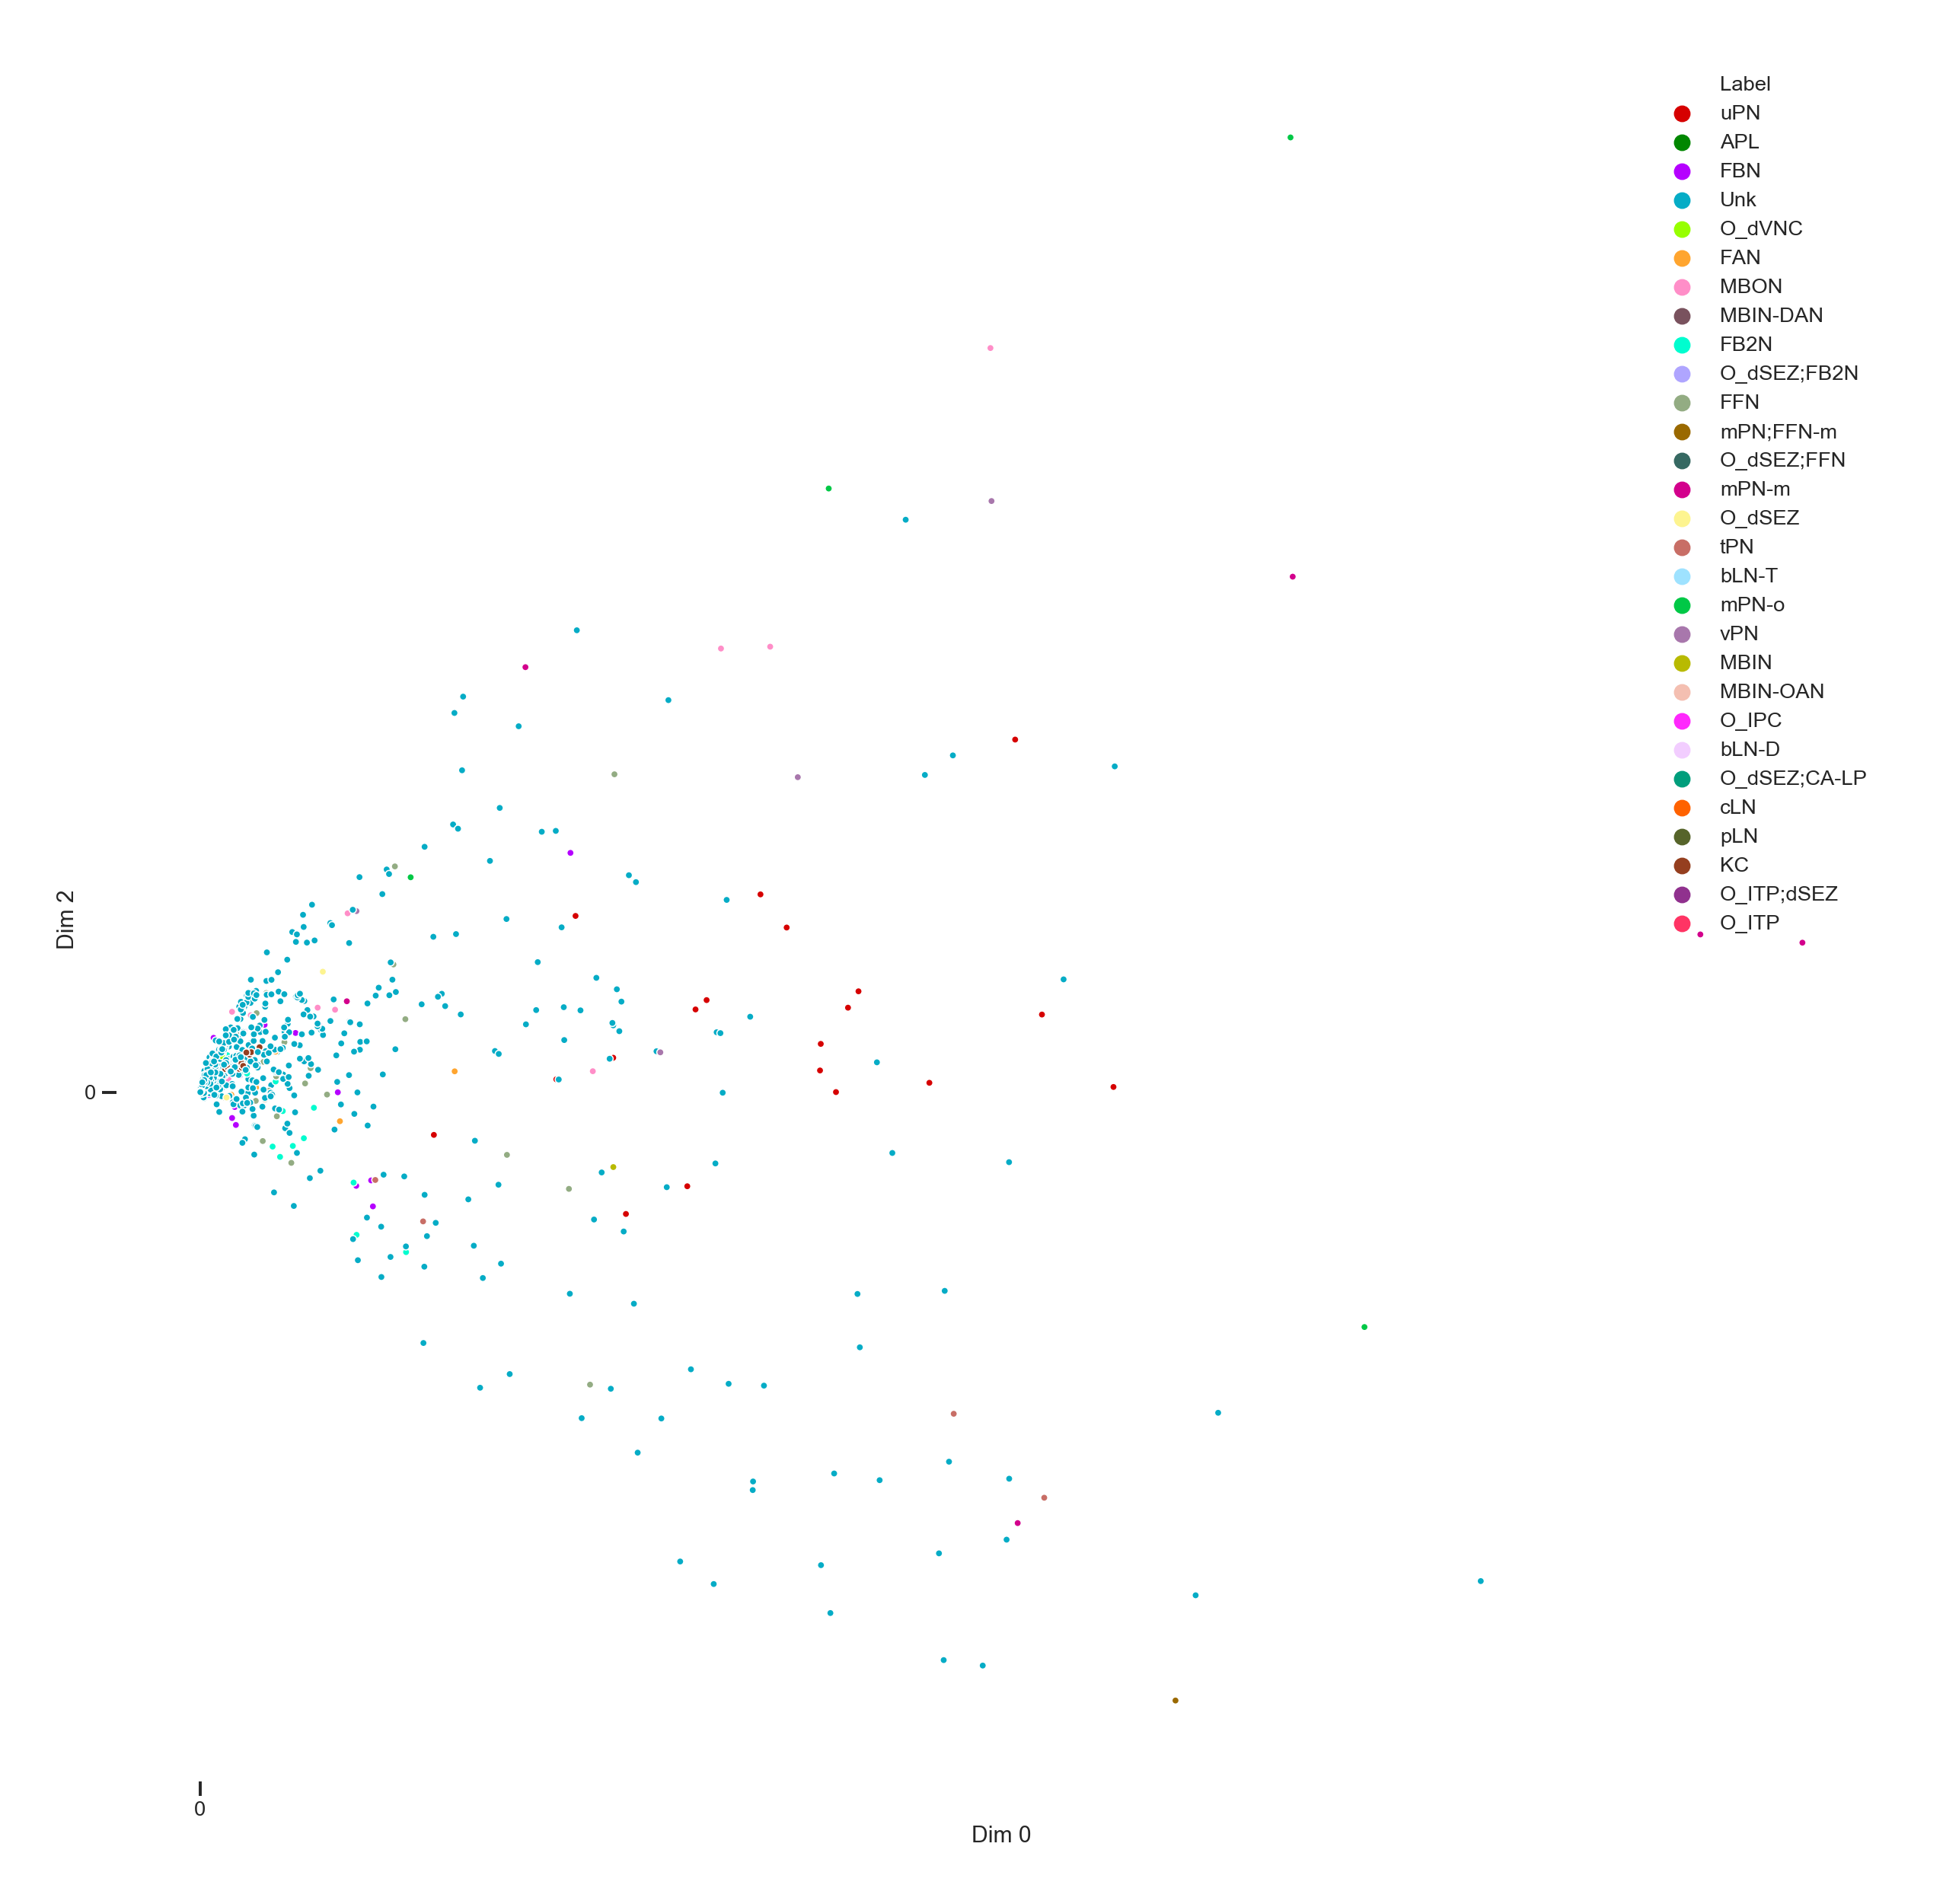 Label
uPN
APL
FBN
Unk
O_dVNC
FAN
MBON
MBIN-DAN
FB2N
O_dSEZ;FB2N
FFN
mPN;FFN-m
O_dSEZ;FFN
mPN-m
O_dSEZ
tPN
bLN-T
mPN-o
vPN
MBIN
MBIN-OAN
O_IPC
bLN-D
O_dSEZ;CA-LP
cLN
pLN
KC
O_ITP;dSEZ
O_ITP
Dim 2
0
0
Dim 0